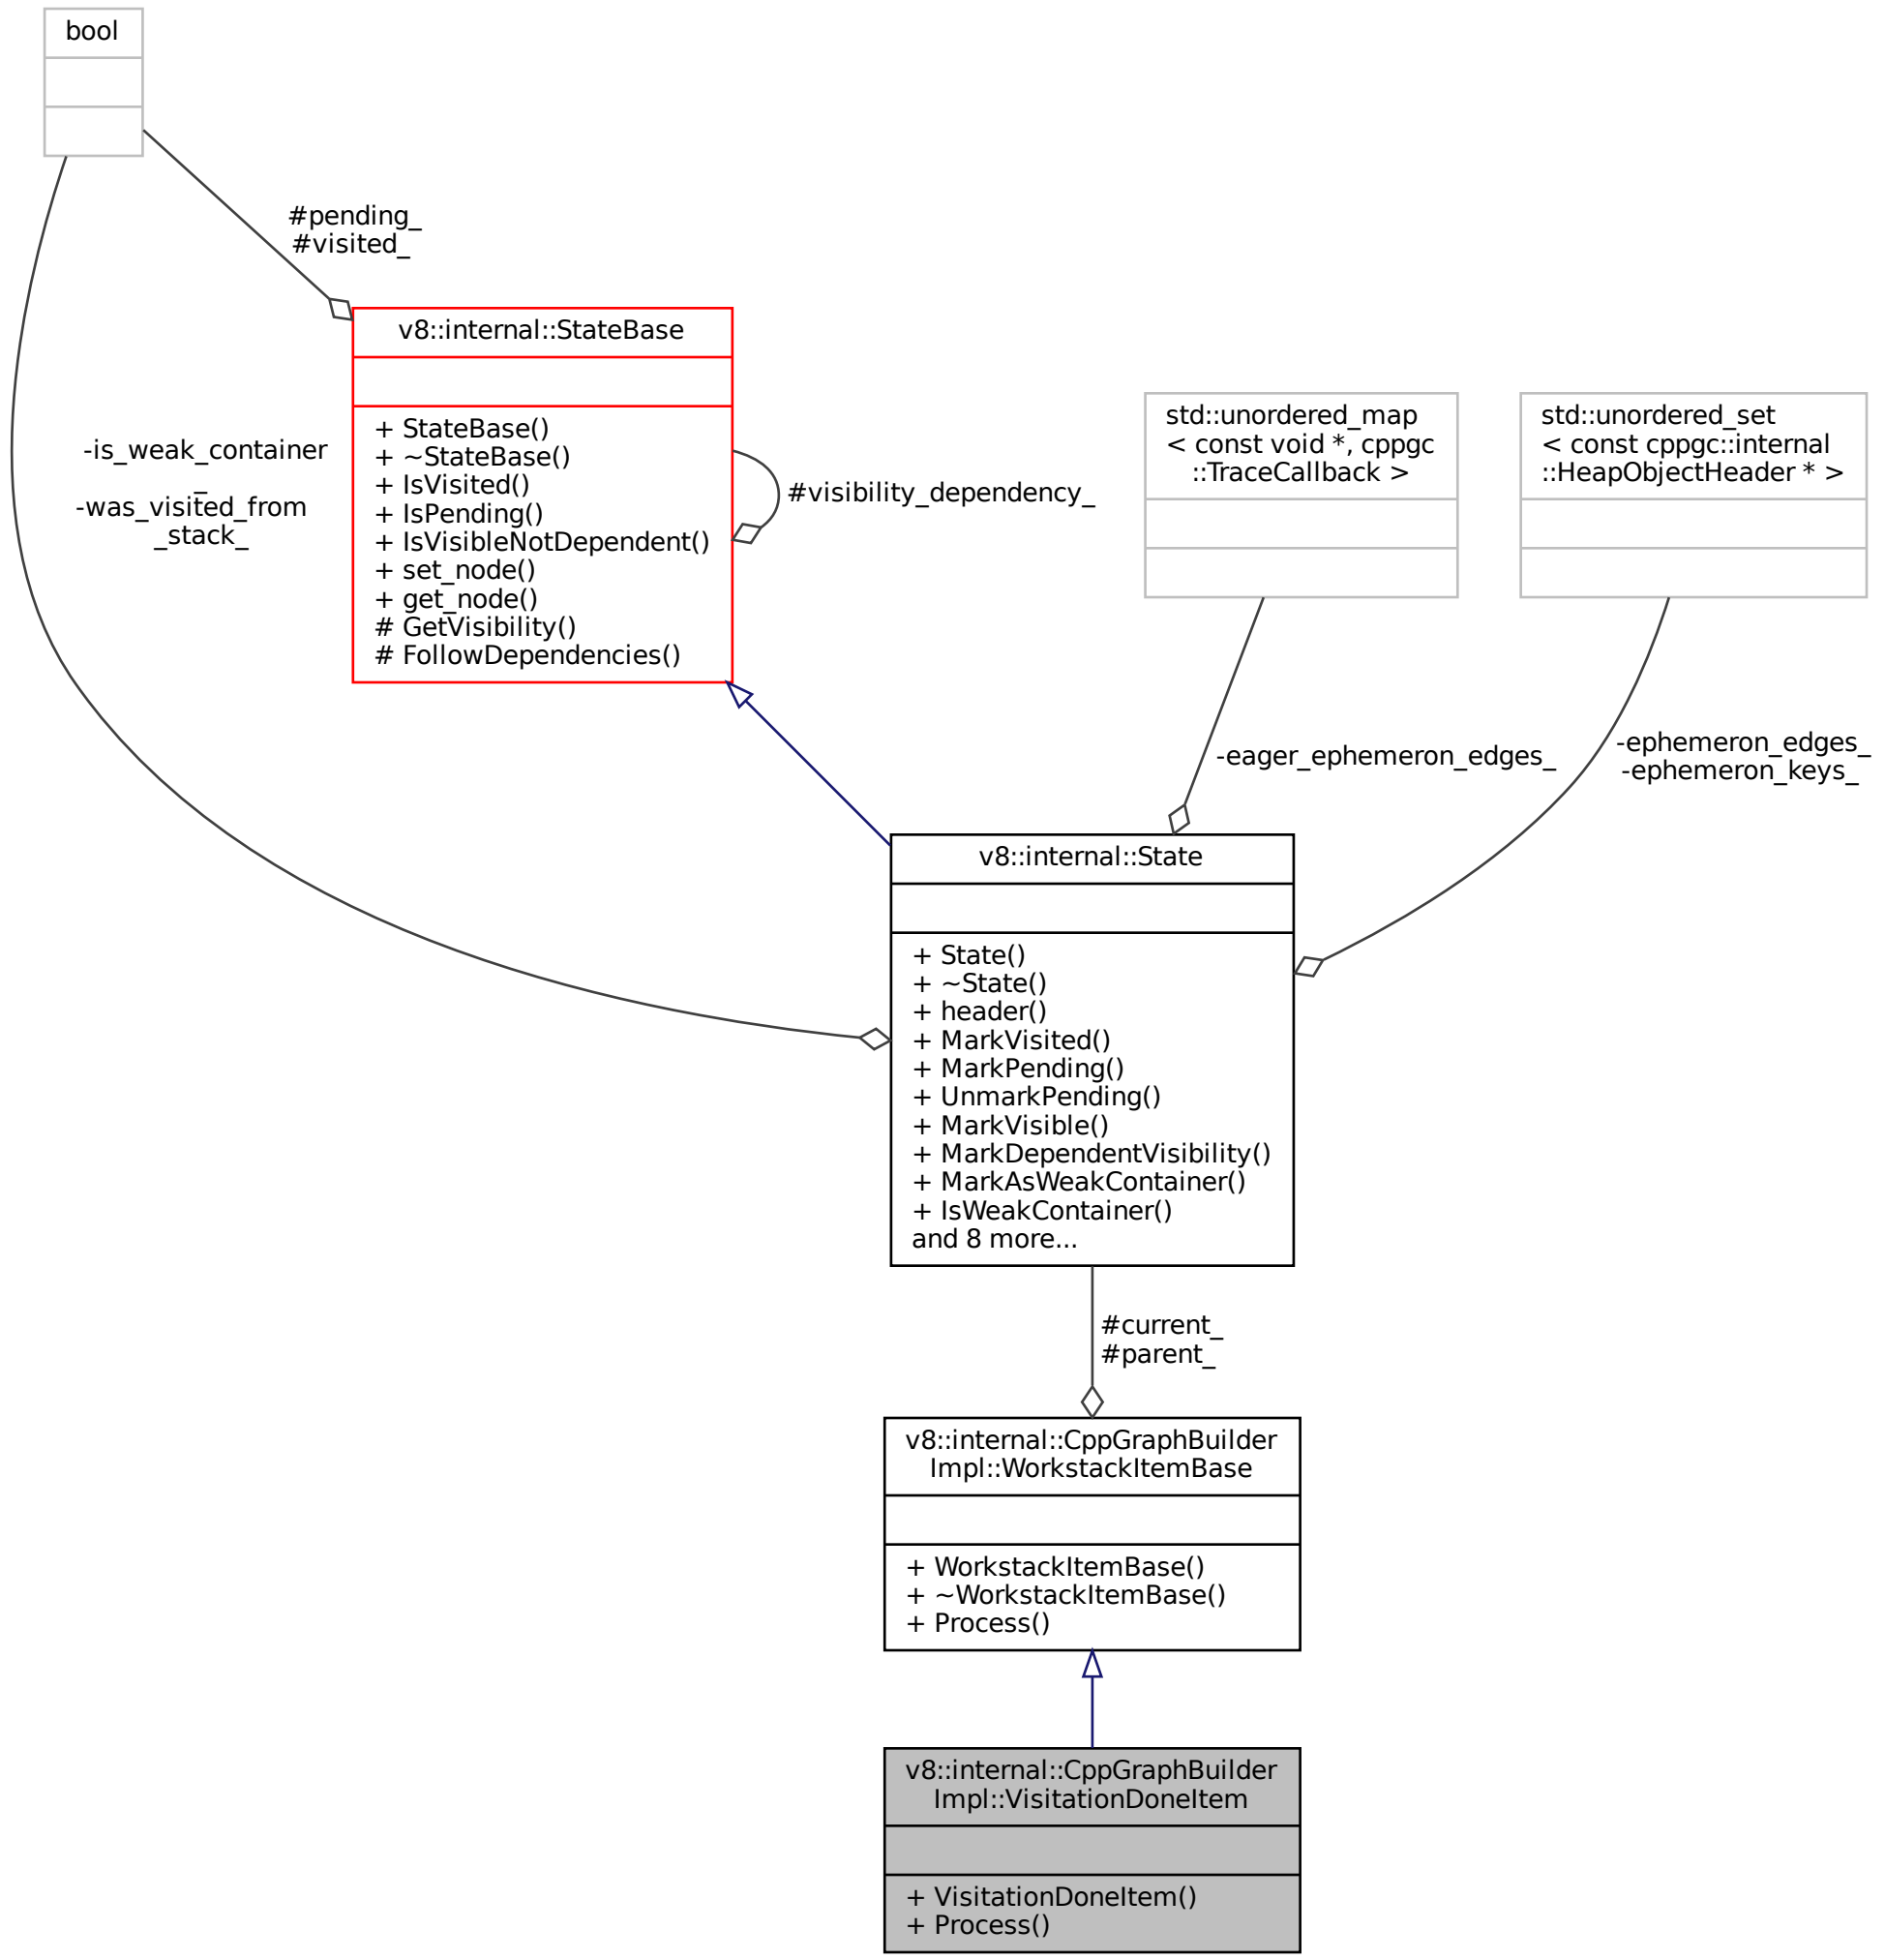 bool
#pending_
#visited_
v8::internal::StateBase
+ StateBase()
+ ~StateBase()
+ IsVisited()
+ IsPending()
+ IsVisibleNotDependent()
+ set_node()
+ get_node()
# GetVisibility()
# FollowDependencies()
#visibility_dependency_
-is_weak_container
_
-was_visited_from
_stack_
std::unordered_map
< const void *, cppgc
::TraceCallback >
std::unordered_set
< const cppgc::internal
::HeapObjectHeader * >
-eager_ephemeron_edges_
-ephemeron_edges_
-ephemeron_keys_
v8::internal::State
+ State()
+ ~State()
+ header()
+ MarkVisited()
+ MarkPending()
+ UnmarkPending()
+ MarkVisible()
+ MarkDependentVisibility()
+ MarkAsWeakContainer()
+ IsWeakContainer()
and 8 more...
#current_
#parent_
v8::internal::CppGraphBuilder
Impl::WorkstackItemBase
+ WorkstackItemBase()
+ ~WorkstackItemBase()
+ Process()
v8::internal::CppGraphBuilder
Impl::VisitationDoneItem
+ VisitationDoneItem()
+ Process()